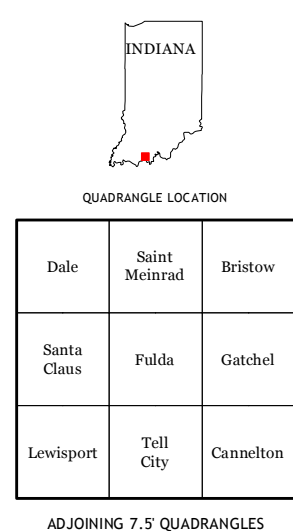 INDIANA
QUADRANGLE LOCATION
Dale
Saint
Meinrad
Bristow
Santa
Claus
Fulda
Gatchel
Lewisport
Tell
City
Cannelton
ADJOINING 7.5' QUADRANGLES